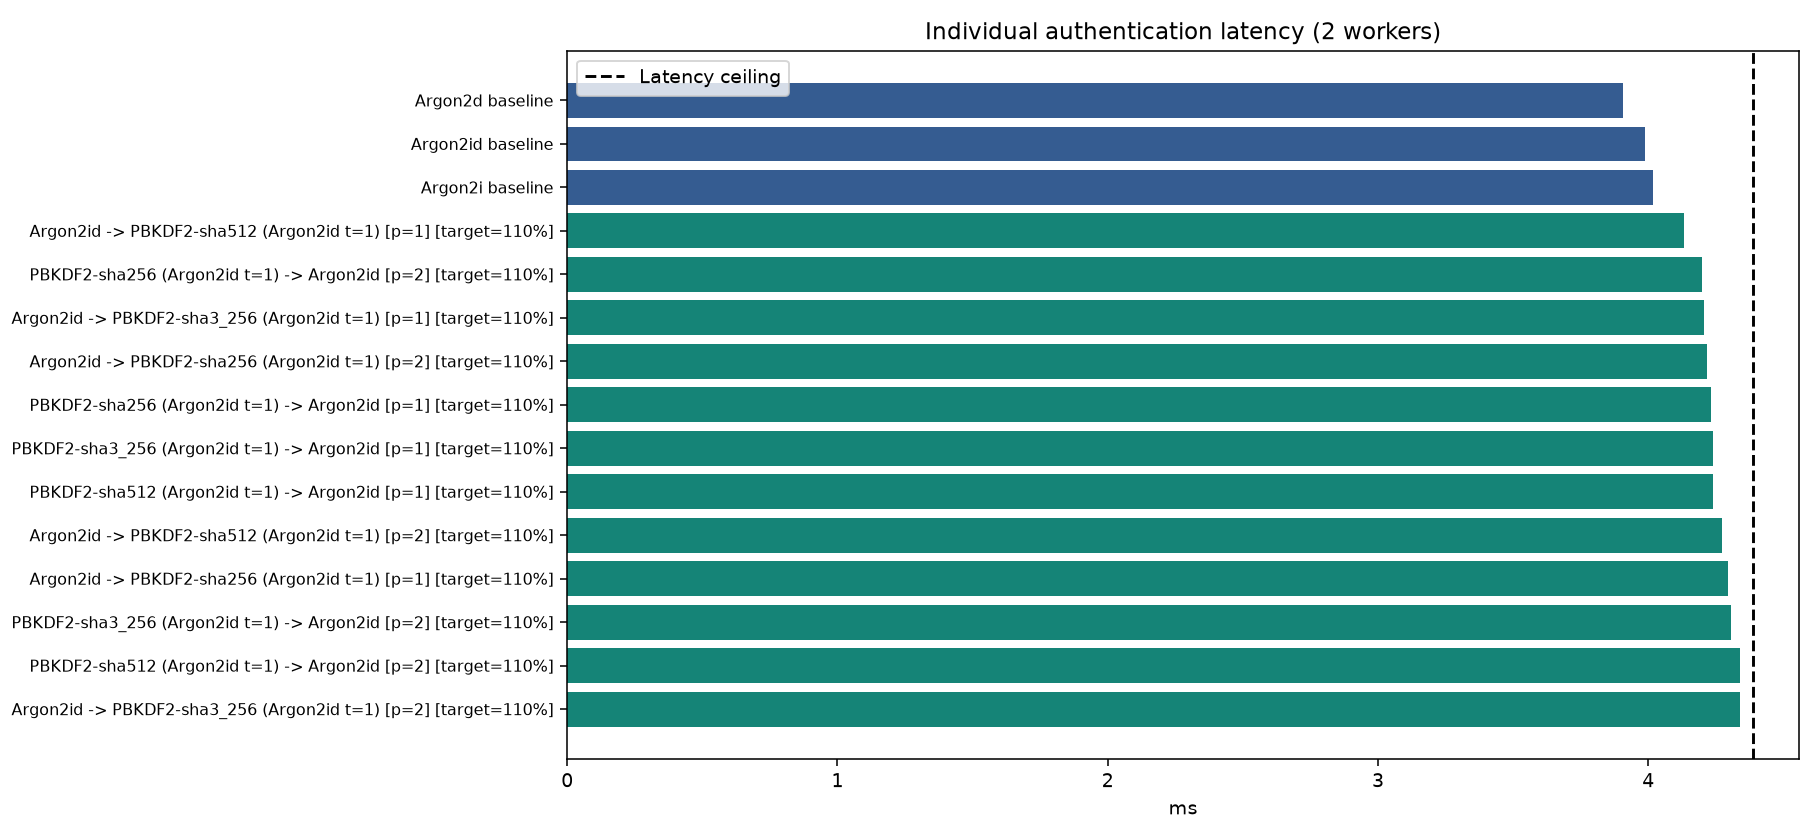 Individual authentication latency (2 workers)
Latency ceiling
Argon2d baseline
Argon2id baseline
Argon2i baseline
Argon2id -> PBKDF2-sha512 (Argon2id t=1) [p=1] [target=110%]
PBKDF2-sha256 (Argon2id t=1) -> Argon2id [p=2] [target=110%]
Argon2id -> PBKDF2-sha3_256 (Argon2id t=1) [p=1] [target=110%]
Argon2id -> PBKDF2-sha256 (Argon2id t=1) [p=2] [target=110%]
PBKDF2-sha256 (Argon2id t=1) -> Argon2id [p=1] [target=110%]
PBKDF2-sha3_256 (Argon2id t=1) -> Argon2id [p=1] [target=110%]
PBKDF2-sha512 (Argon2id t=1) -> Argon2id [p=1] [target=110%]
Argon2id -> PBKDF2-sha512 (Argon2id t=1) [p=2] [target=110%]
Argon2id -> PBKDF2-sha256 (Argon2id t=1) [p=1] [target=110%]
PBKDF2-sha3_256 (Argon2id t=1) -> Argon2id [p=2] [target=110%]
PBKDF2-sha512 (Argon2id t=1) -> Argon2id [p=2] [target=110%]
Argon2id -> PBKDF2-sha3_256 (Argon2id t=1) [p=2] [target=110%]
0 1 2 3 4
ms